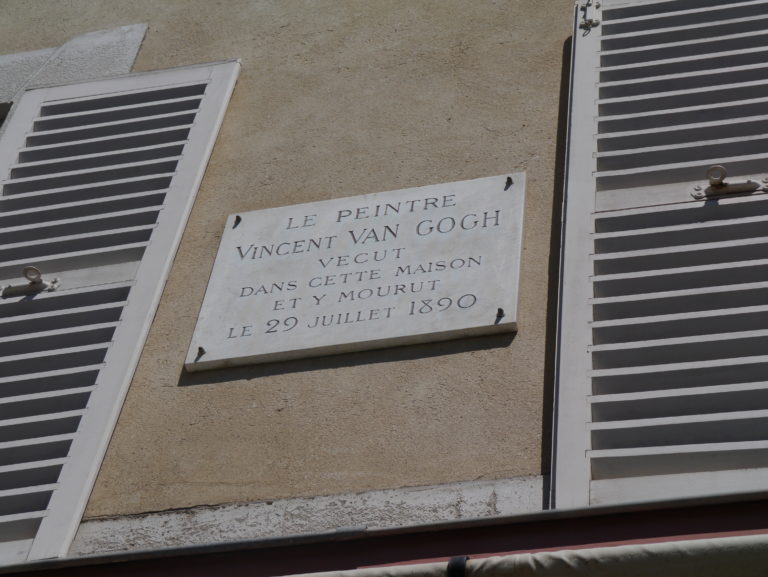 LE PEINTRE
VINCENT VAN GOGH
VECUT
DANS CETTE MAISON
ET Y MOURUT
LE 29 JUILLET 1890